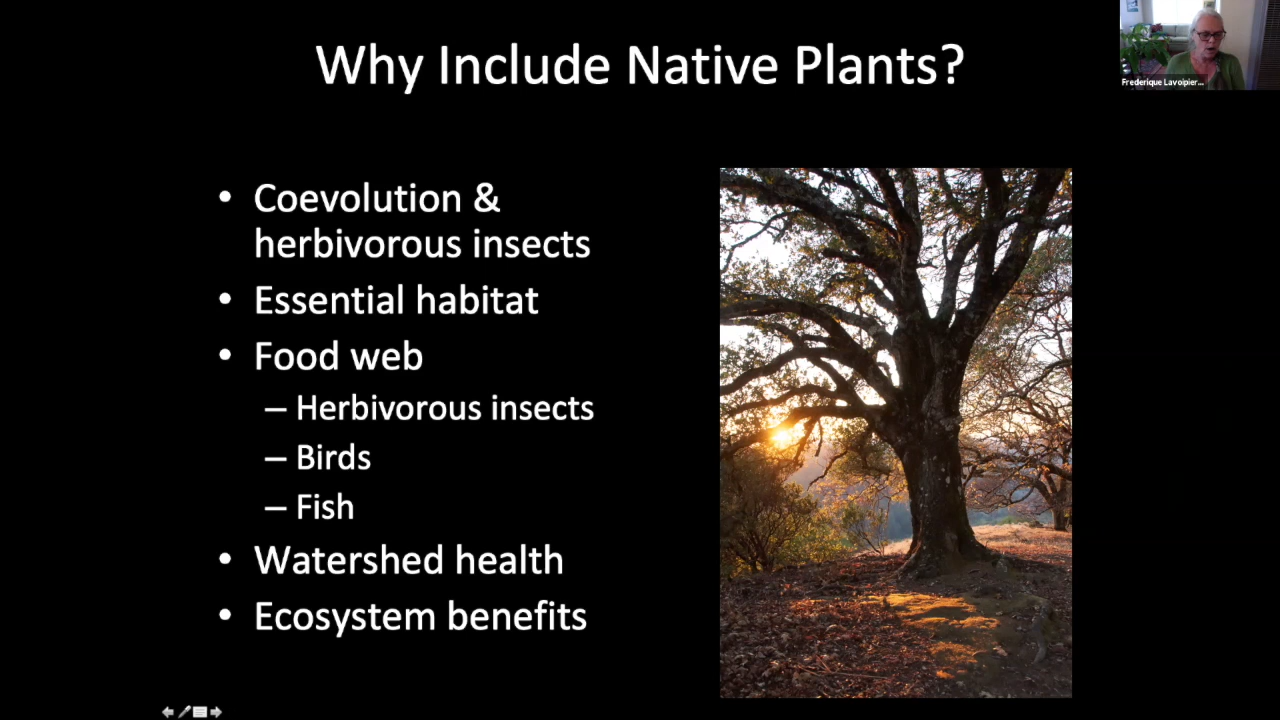 Why Include Native Plants?
Frederique Lavoipier...
• Coevolution &
herbivorous insects
• Essential habitat
• Food web
– Herbivorous insects
– Birds
– Fish
• Watershed health
• Ecosystem benefits